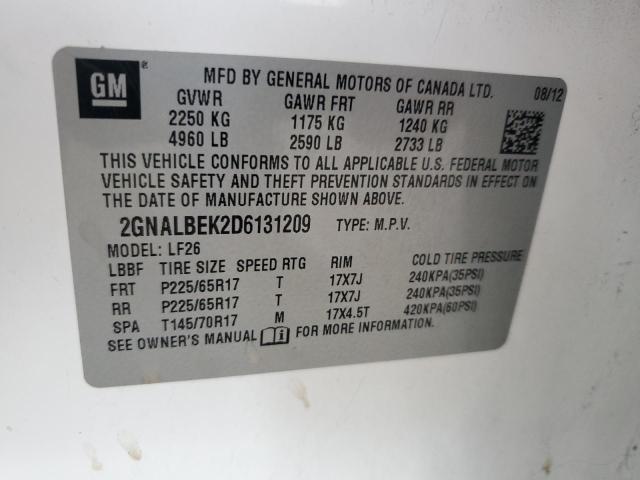 GM ® MFD BY GENERAL MOTORS OF CANADA LTD. 08/12
GVWR GAWR FRT GAWR RR
2250 KG 1175 KG 1240 KG
4960 LB 2590 LB 2733 LB
THIS VEHICLE CONFORMS TO ALL APPLICABLE U.S. FEDERAL MOTOR
VEHICLE SAFETY AND THEFT PREVENTION STANDARDS IN EFFECT ON
THE DATE OF MANUFACTURE SHOWN ABOVE.
2GNALBEK2D6131209 TYPE: M.P.V.
MODEL: LF26
LBBF TIRE SIZE SPEED RTG RIM COLD TIRE PRESSURE
FRT P225/65R17 T 17X7J 240KPA(35PSI)
RR P225/65R17 T 17X7J 240KPA(35PSI)
SPA T145/70R17 M 17X4.5T 420KPA(60PSI)
SEE OWNER'S MANUAL FOR MORE INFORMATION.